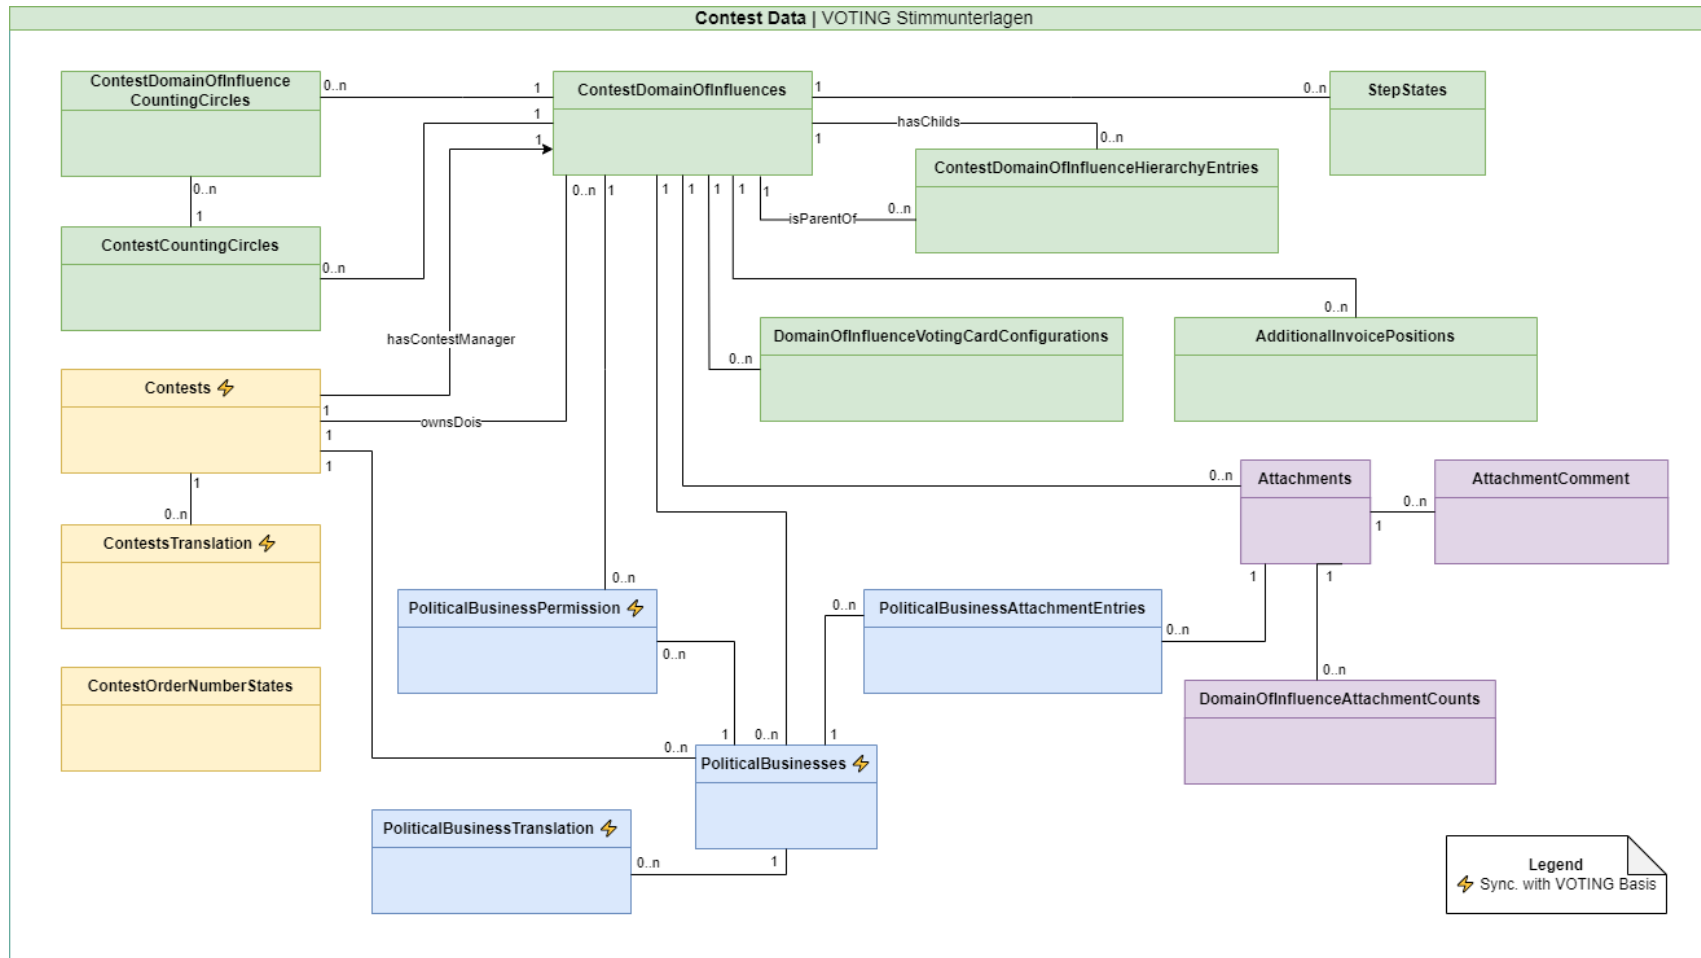 Contest Data | VOTING Stimmunterlagen
ContestDomainOfInfluence
CountingCircles
0..n
1
ContestDomainOfInfluences
1
0..n
StepStates
1
hasChilds
1
0..n
1
ContestDomainOfInfluenceHierarchyEntries
0..n
1
0..n
1
1
1
1
1
1
isParentOf
0..n
ContestCountingCircles
0..n
hasContestManager
0..n
DomainOfInfluenceVotingCardConfigurations
0..n
AdditionalInvoicePositions
Contests
1
ownsDois
1
1
1
0..n
ContestsTranslation
0..n
Attachments
0..n
AttachmentComment
1
1
1
0..n
PoliticalBusinessPermission
0..n
0..n
PoliticalBusinessAttachmentEntries
0..n
0..n
DomainOfInfluenceAttachmentCounts
ContestOrderNumberStates
0..n
1
0..n
1
PoliticalBusinesses
PoliticalBusinessTranslation
0..n
1
Legend
Sync. with VOTING Basis